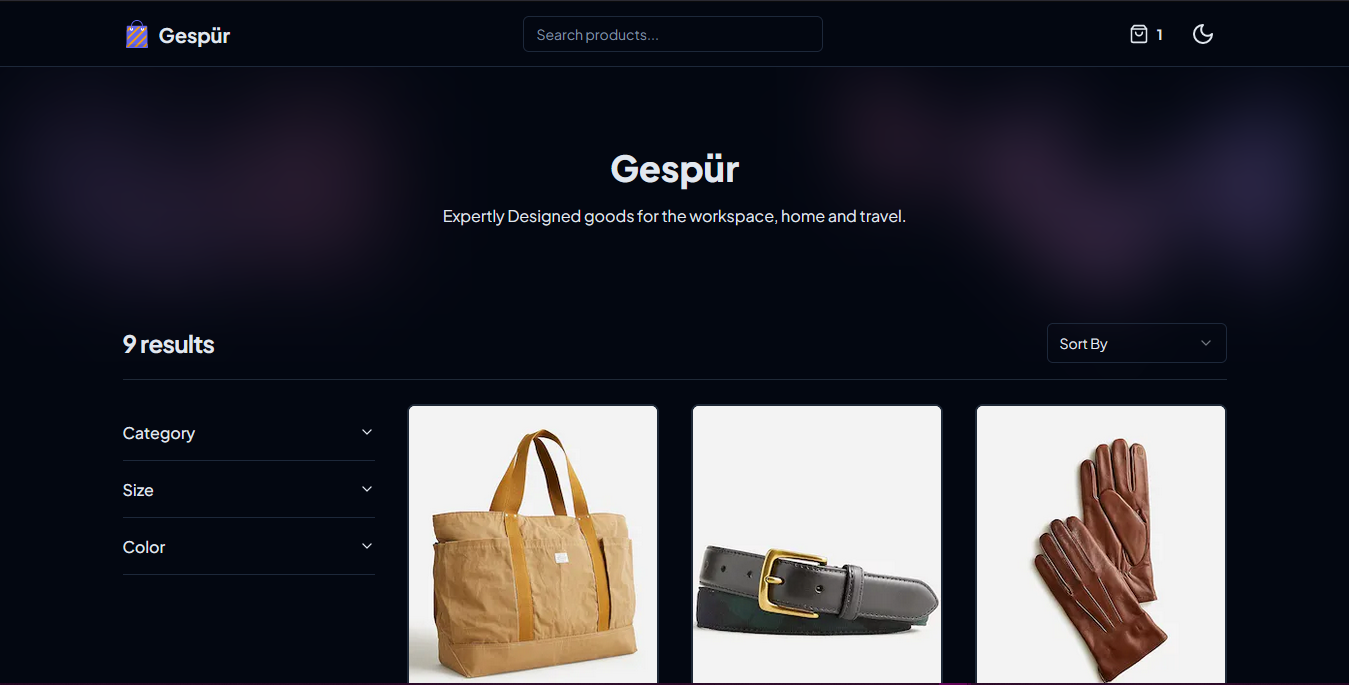 Gespür
Search products...
1
Gespür
Expertly Designed goods for the workspace, home and travel.
9 results
Sort By
Category
Size
Color